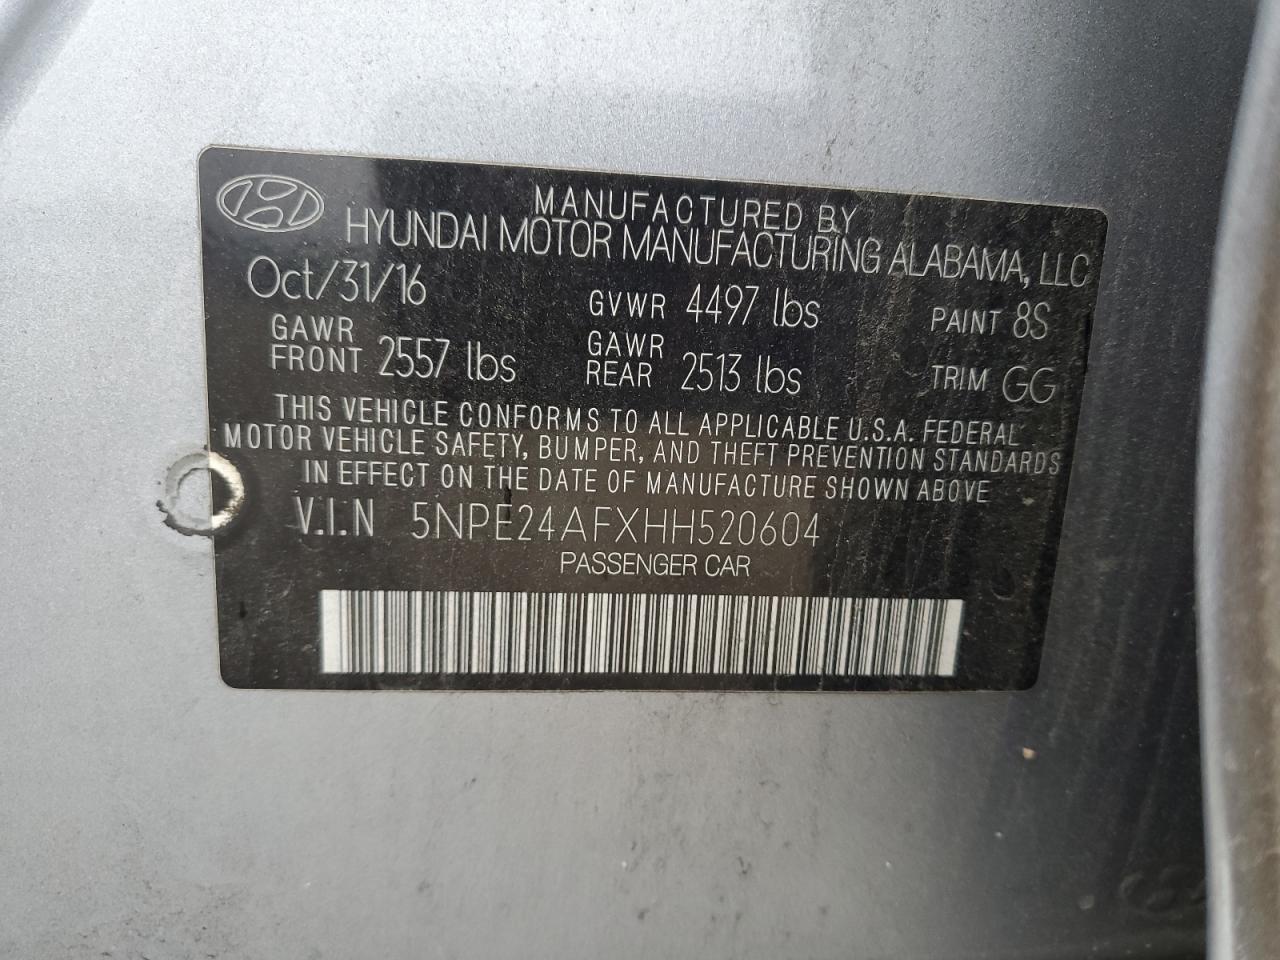 MANUFACTURED BY
HYUNDAI MOTOR MANUFACTURING ALABAMA, LLC
Oct/31/16 GVWR 4497 lbs PAINT 8S
GAWR FRONT 2557 lbs GAWR REAR 2513 lbs TRIM GG
THIS VEHICLE CONFORMS TO ALL APPLICABLE U.S.A. FEDERAL
MOTOR VEHICLE SAFETY, BUMPER, AND THEFT PREVENTION STANDARDS
IN EFFECT ON THE DATE OF MANUFACTURE SHOWN ABOVE
V.I.N 5NPE24AFXHH520604
PASSENGER CAR